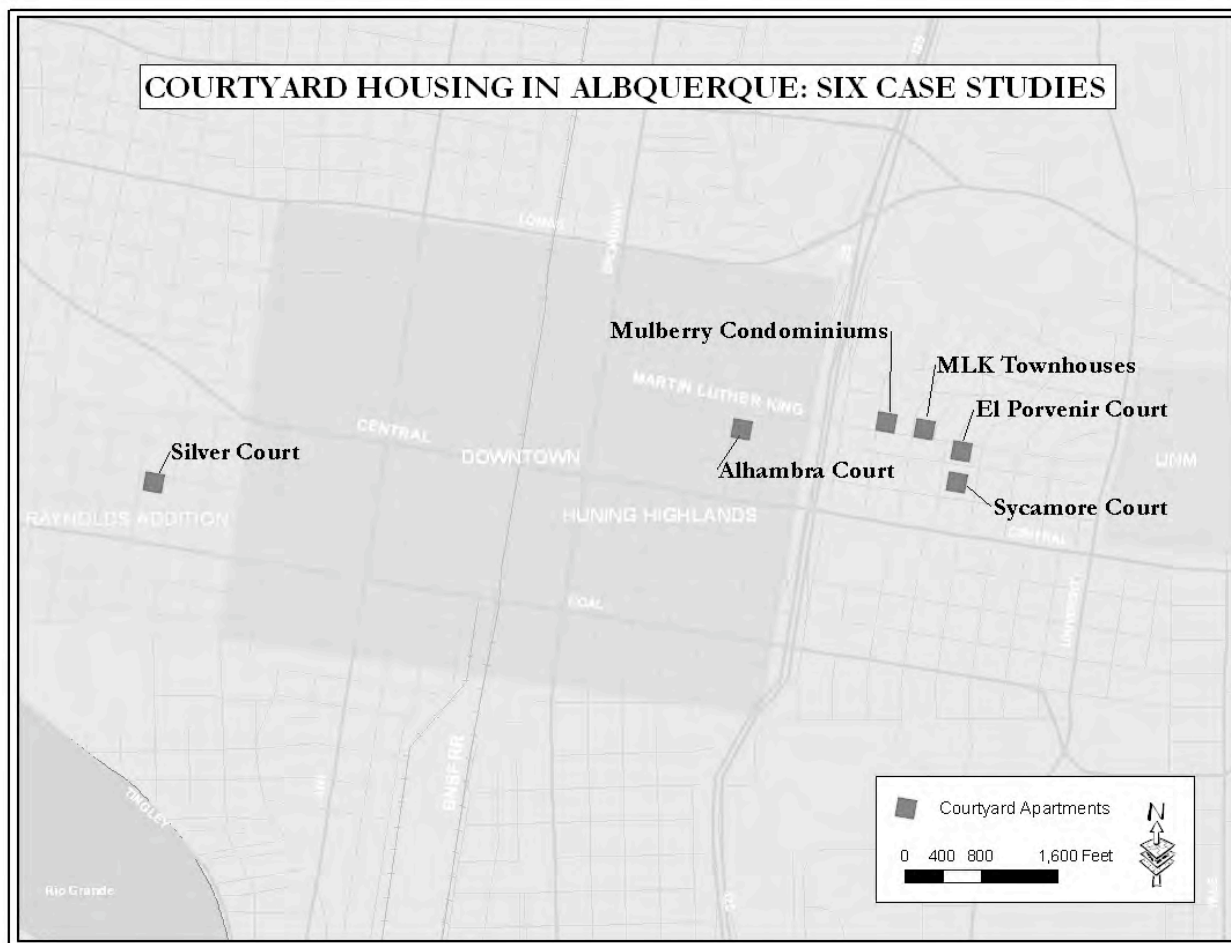 COURTYARD HOUSING IN ALBQUERQUE: SIX CASE STUDIES
LOMAS
BROADWAY
Mulberry Condominiums
MLK Townhouses
MARTIN LUTHER KING
El Porvenir Court
CENTRAL
Silver Court
DOWNTOWN
Alhambra Court
UNM
Sycamore Court
RAYNOLDS ADDITION
HUNING HIGHLANDS
CENTRAL
COAL
UNIVERSITY
BNSFRR
TINGLEY
Rio Grande
Courtyard Apartments
N
0 400 800 1,600 Feet